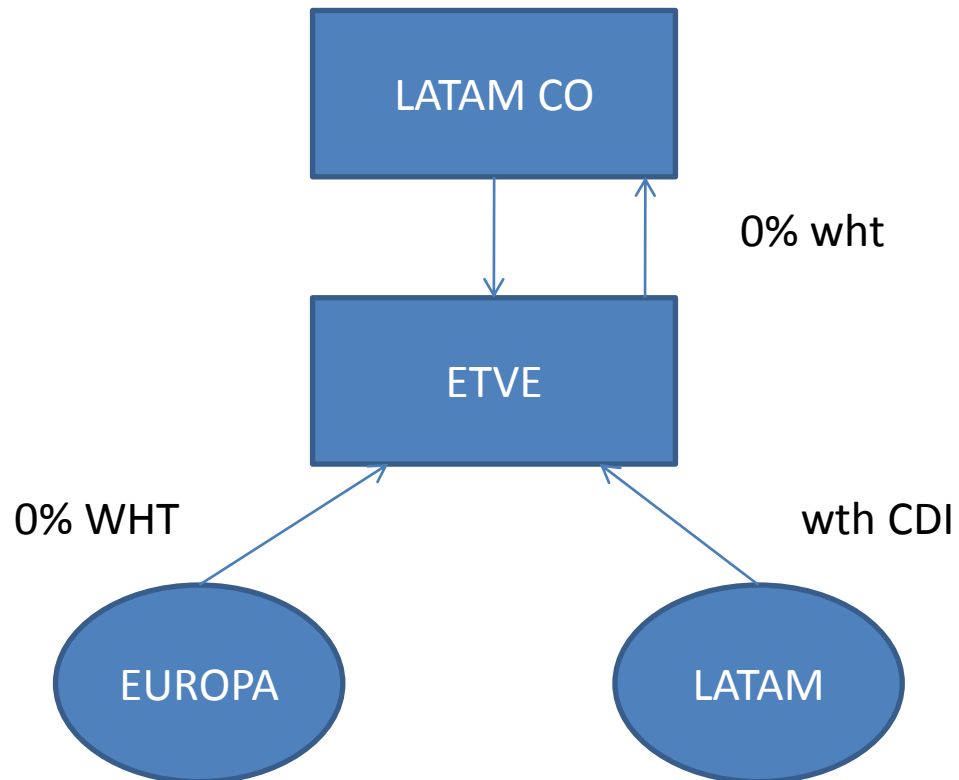 LATAM CO
0% wht
ETVE
0% WHT
wth CDI
EUROPA
LATAM